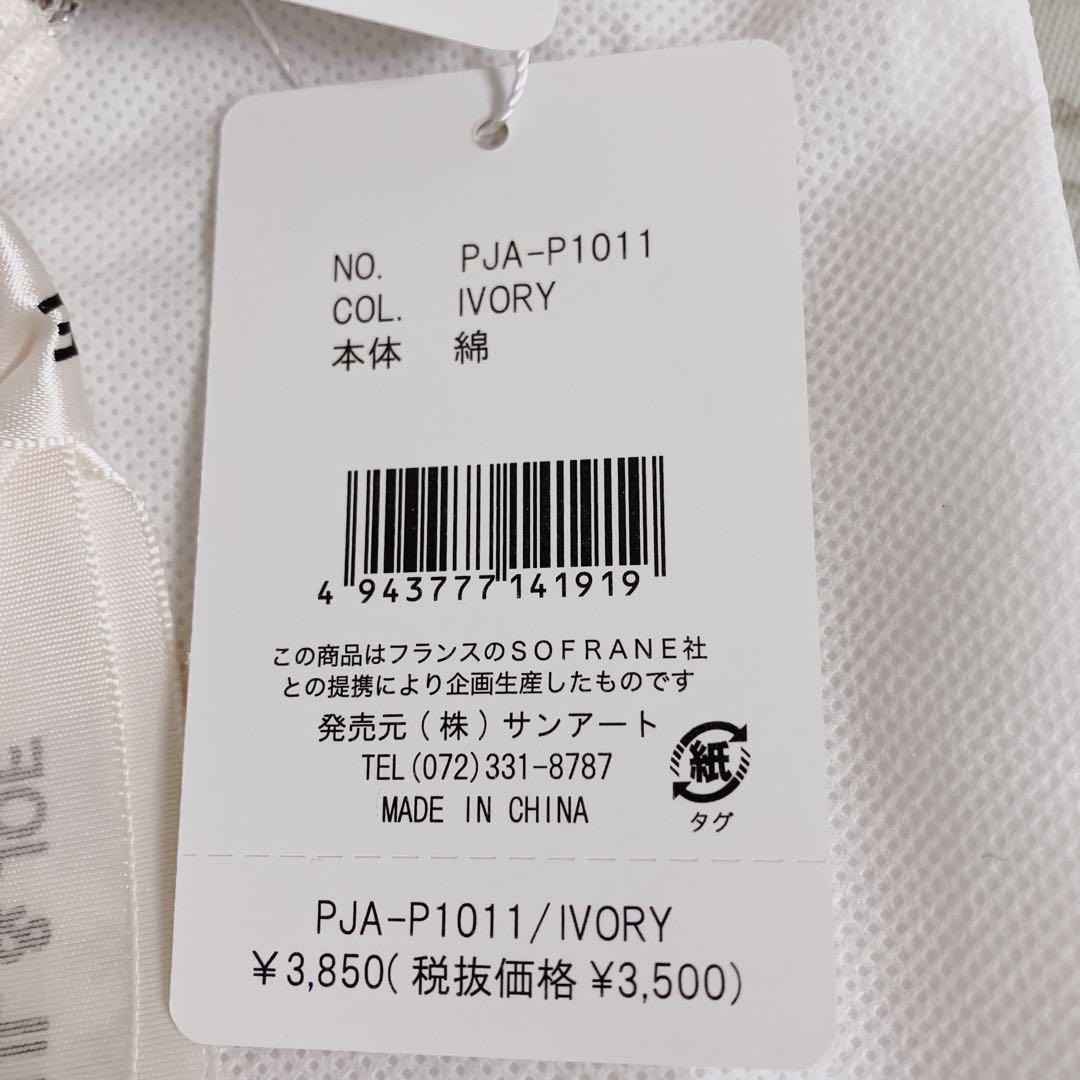 NO. PJA-P1011
COL. IVORY
本体 綿
4 943777 141919
この商品はフランスのSOFRANE社
との提携により企画生産したものです
発売元(株)サンアート
TEL(072)331-8787
MADE IN CHINA
紙
タグ
PJA-P1011/IVORY
¥3,850(税抜価格 ¥3,500)